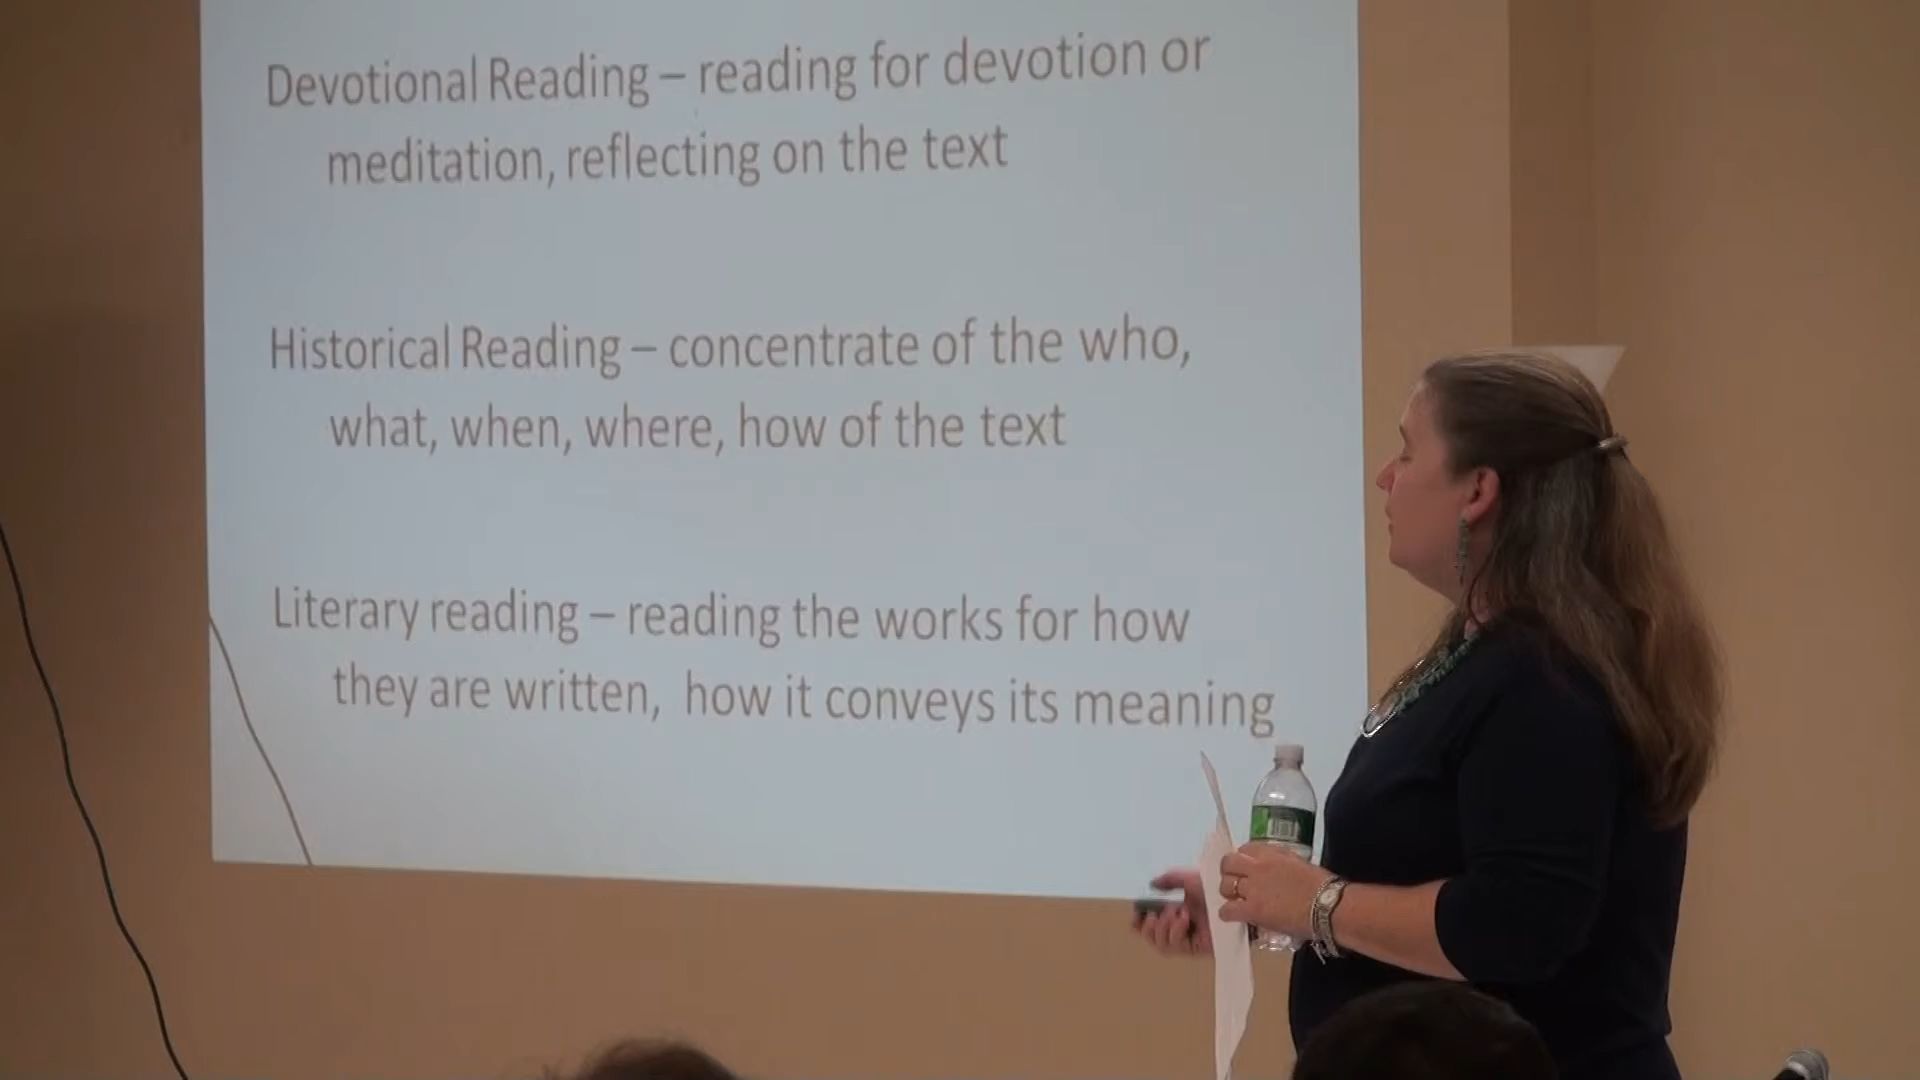 Devotional Reading – reading for devotion or
meditation, reflecting on the text
Historical Reading – concentrate of the who,
what, when, where, how of the text
Literary reading – reading the works for how
they are written, how it conveys its meaning